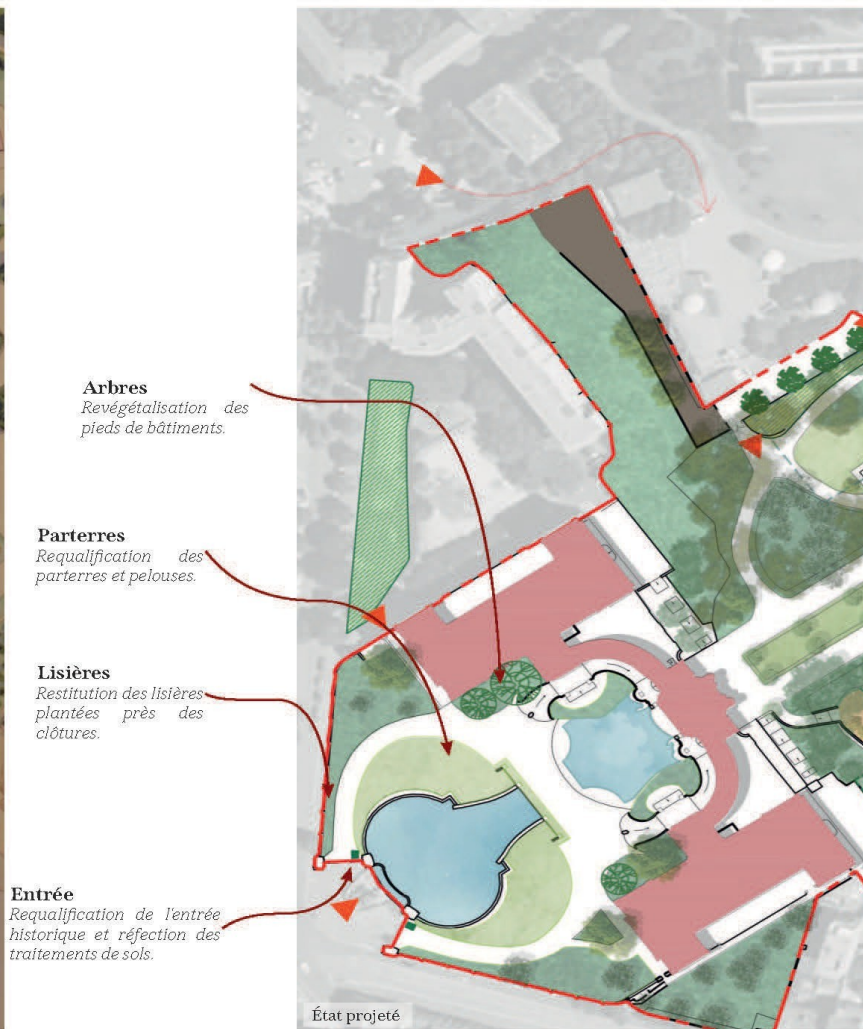 Arbres
Revégétalisation des
pieds de bâtiments.
Parterres
Requalification des
parterres et pelouses.
Lisières
Restitution des lisières
plantées près des
clôtures.
Entrée
Requalification de l'entrée
historique et réfection des
traitements de sols.
État projeté